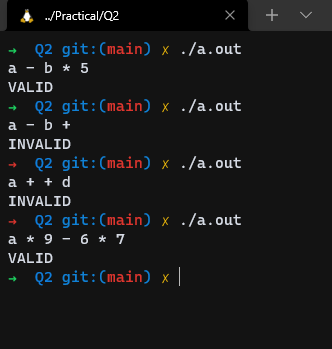 ../Practical/Q2
→ Q2 git:(main) ✗ ./a.out
a - b * 5
VALID
→ Q2 git:(main) ✗ ./a.out
a - b +
INVALID
→ Q2 git:(main) ✗ ./a.out
a + + d
INVALID
→ Q2 git:(main) ✗ ./a.out
a * 9 - 6 * 7
VALID
→ Q2 git:(main) ✗